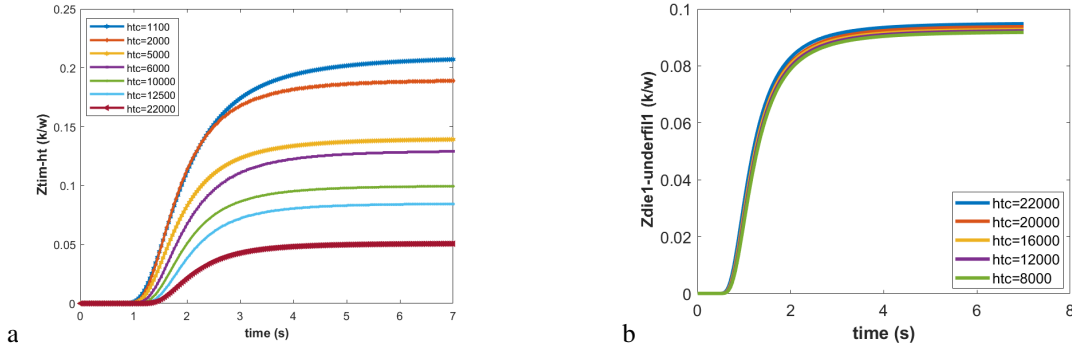 htc=1100
htc=2000
htc=5000
htc=6000
htc=10000
htc=12500
htc=22000
0.25
0.2
0.15
0.1
0.05
0
Ztim-ht (k/w)
0 1 2 3 4 5 6 7
time (s)
a
0.1
0.08
0.06
0.04
0.02
0
Zdie1-underfil1 (k/w)
htc=22000
htc=20000
htc=16000
htc=12000
htc=8000
0 2 4 6 8
time (s)
b